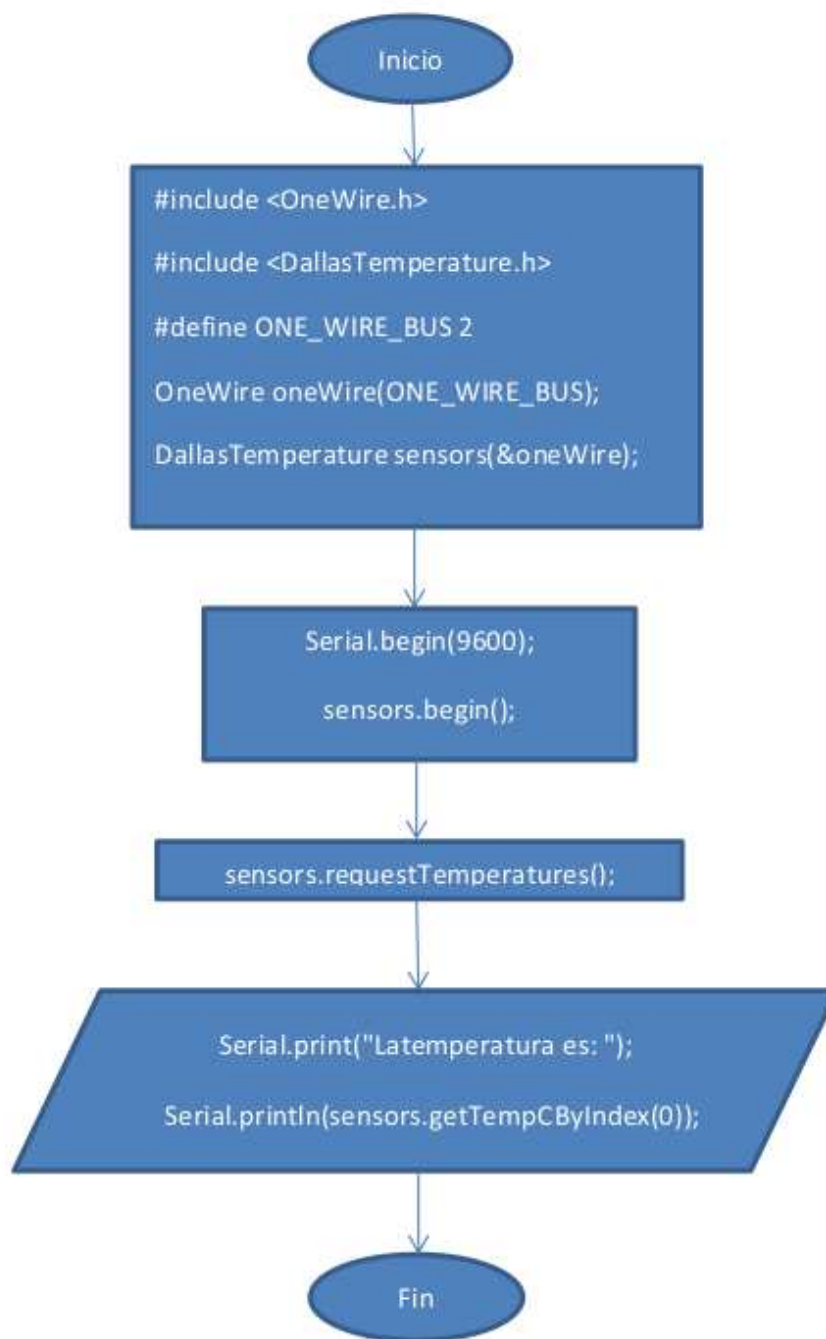 Inicio
#include <OneWire.h>
#include <DallasTemperature.h>
#define ONE_WIRE_BUS 2
OneWire oneWire(ONE_WIRE_BUS);
DallasTemperature sensors(&oneWire);
Serial.begin(9600);
sensors.begin();
sensors.requestTemperatures();
Serial.print("Latemperatura es: ");
Serial.println(sensors.getTempCByIndex(0));
Fin